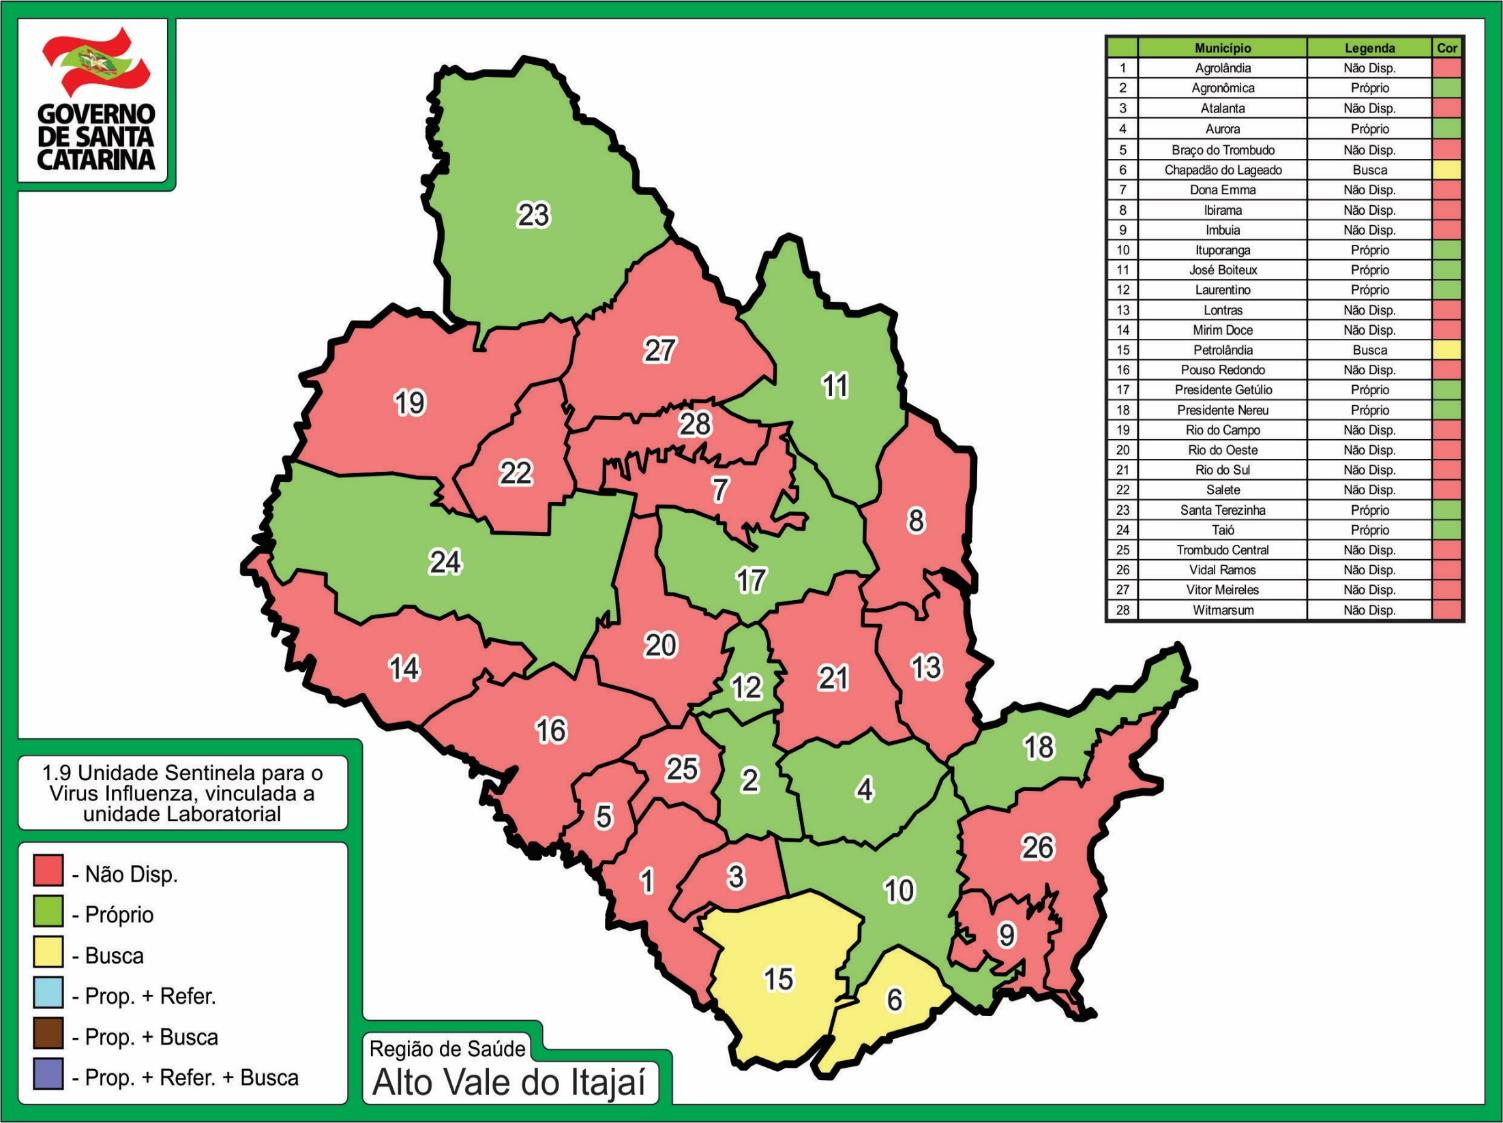 GOVERNO
DE SANTA
CATARINA
Município Legenda Cor
1 Agrolândia Não Disp.
2 Agronômica Próprio
3 Atalanta Não Disp.
4 Aurora Próprio
5 Braço do Trombudo Não Disp.
6 Chapadão do Lageado Busca
7 Dona Emma Não Disp.
8 Ibirama Não Disp.
9 Imbuia Não Disp.
10 Ituporanga Próprio
11 José Boiteux Próprio
12 Laurentino Próprio
13 Lontras Não Disp.
14 Mirim Doce Não Disp.
15 Petrolândia Busca
16 Pouso Redondo Não Disp.
17 Presidente Getúlio Próprio
18 Presidente Nereu Próprio
19 Rio do Campo Não Disp.
20 Rio do Oeste Não Disp.
21 Rio do Sul Não Disp.
22 Salete Não Disp.
23 Santa Terezinha Próprio
24 Taió Próprio
25 Trombudo Central Não Disp.
26 Vidal Ramos Não Disp.
27 Vitor Meireles Não Disp.
28 Witmarsum Não Disp.
23
27
11
19
28
22
7
8
24
17
20
14
12
21
13
16
18
25
2
4
5
26
1
3
10
9
15
6
1.9 Unidade Sentinela para o
Virus Influenza, vinculada a
unidade Laboratorial
- Não Disp.
- Próprio
- Busca
- Prop. + Refer.
- Prop. + Busca
- Prop. + Refer. + Busca
Região de Saúde
Alto Vale do Itajaí